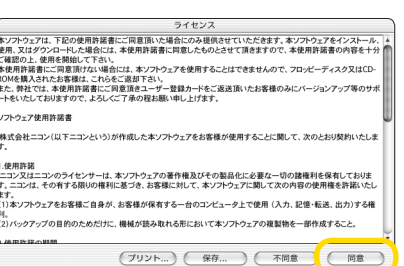 ライセンス
本ソフトウェアは、下記の使用許諾書にご同意頂いた場合にのみ提供させていただきます。本ソフトウェアをインストール、
使用、又はダウンロードした場合には、本使用許諾書に同意したものとさせて頂きますので、本使用許諾書の内容を十分
ご確認の上、使用を開始して下さい。
本使用許諾書にご同意頂けない場合には、本ソフトウェアを使用することはできませんので、フロッピーディスク又はCD-
ROMを購入されたお客様は、これらをご返却下さい。
また、弊社では、本使用許諾書にご同意頂きユーザー登録カードをご返送頂いたお客様のみにバージョンアップ等のサポ
ートをいたしておりますので、よろしくご了承の程お願い申し上げます。
ソフトウェア使用許諾書
株式会社ニコン(以下ニコンという)が作成した本ソフトウェアをお客様が使用することに関して、次のとおり契約いたしま
す。
.使用許諾
ニコン又はニコンのライセンサーは、本ソフトウェアの著作権及びその製品化に必要な一切の諸権利を保有しておりま
す。ニコンは、その有する限りの権利に基づき、お客様に対して、本ソフトウェアに関して次の内容の使用権を許諾いたし
ます。
(1)本ソフトウェアをお客様ご自身が、お客様が保有する一台のコンピュータ上で使用(入力、記憶・転送、出力)する権
利。
(2)バックアップの目的のためだけに、機械が読み取れる形において本ソフトウェアの複製物を一部作成すること。
.使用許諾の期間
プリント... 保存... 不同意 同意